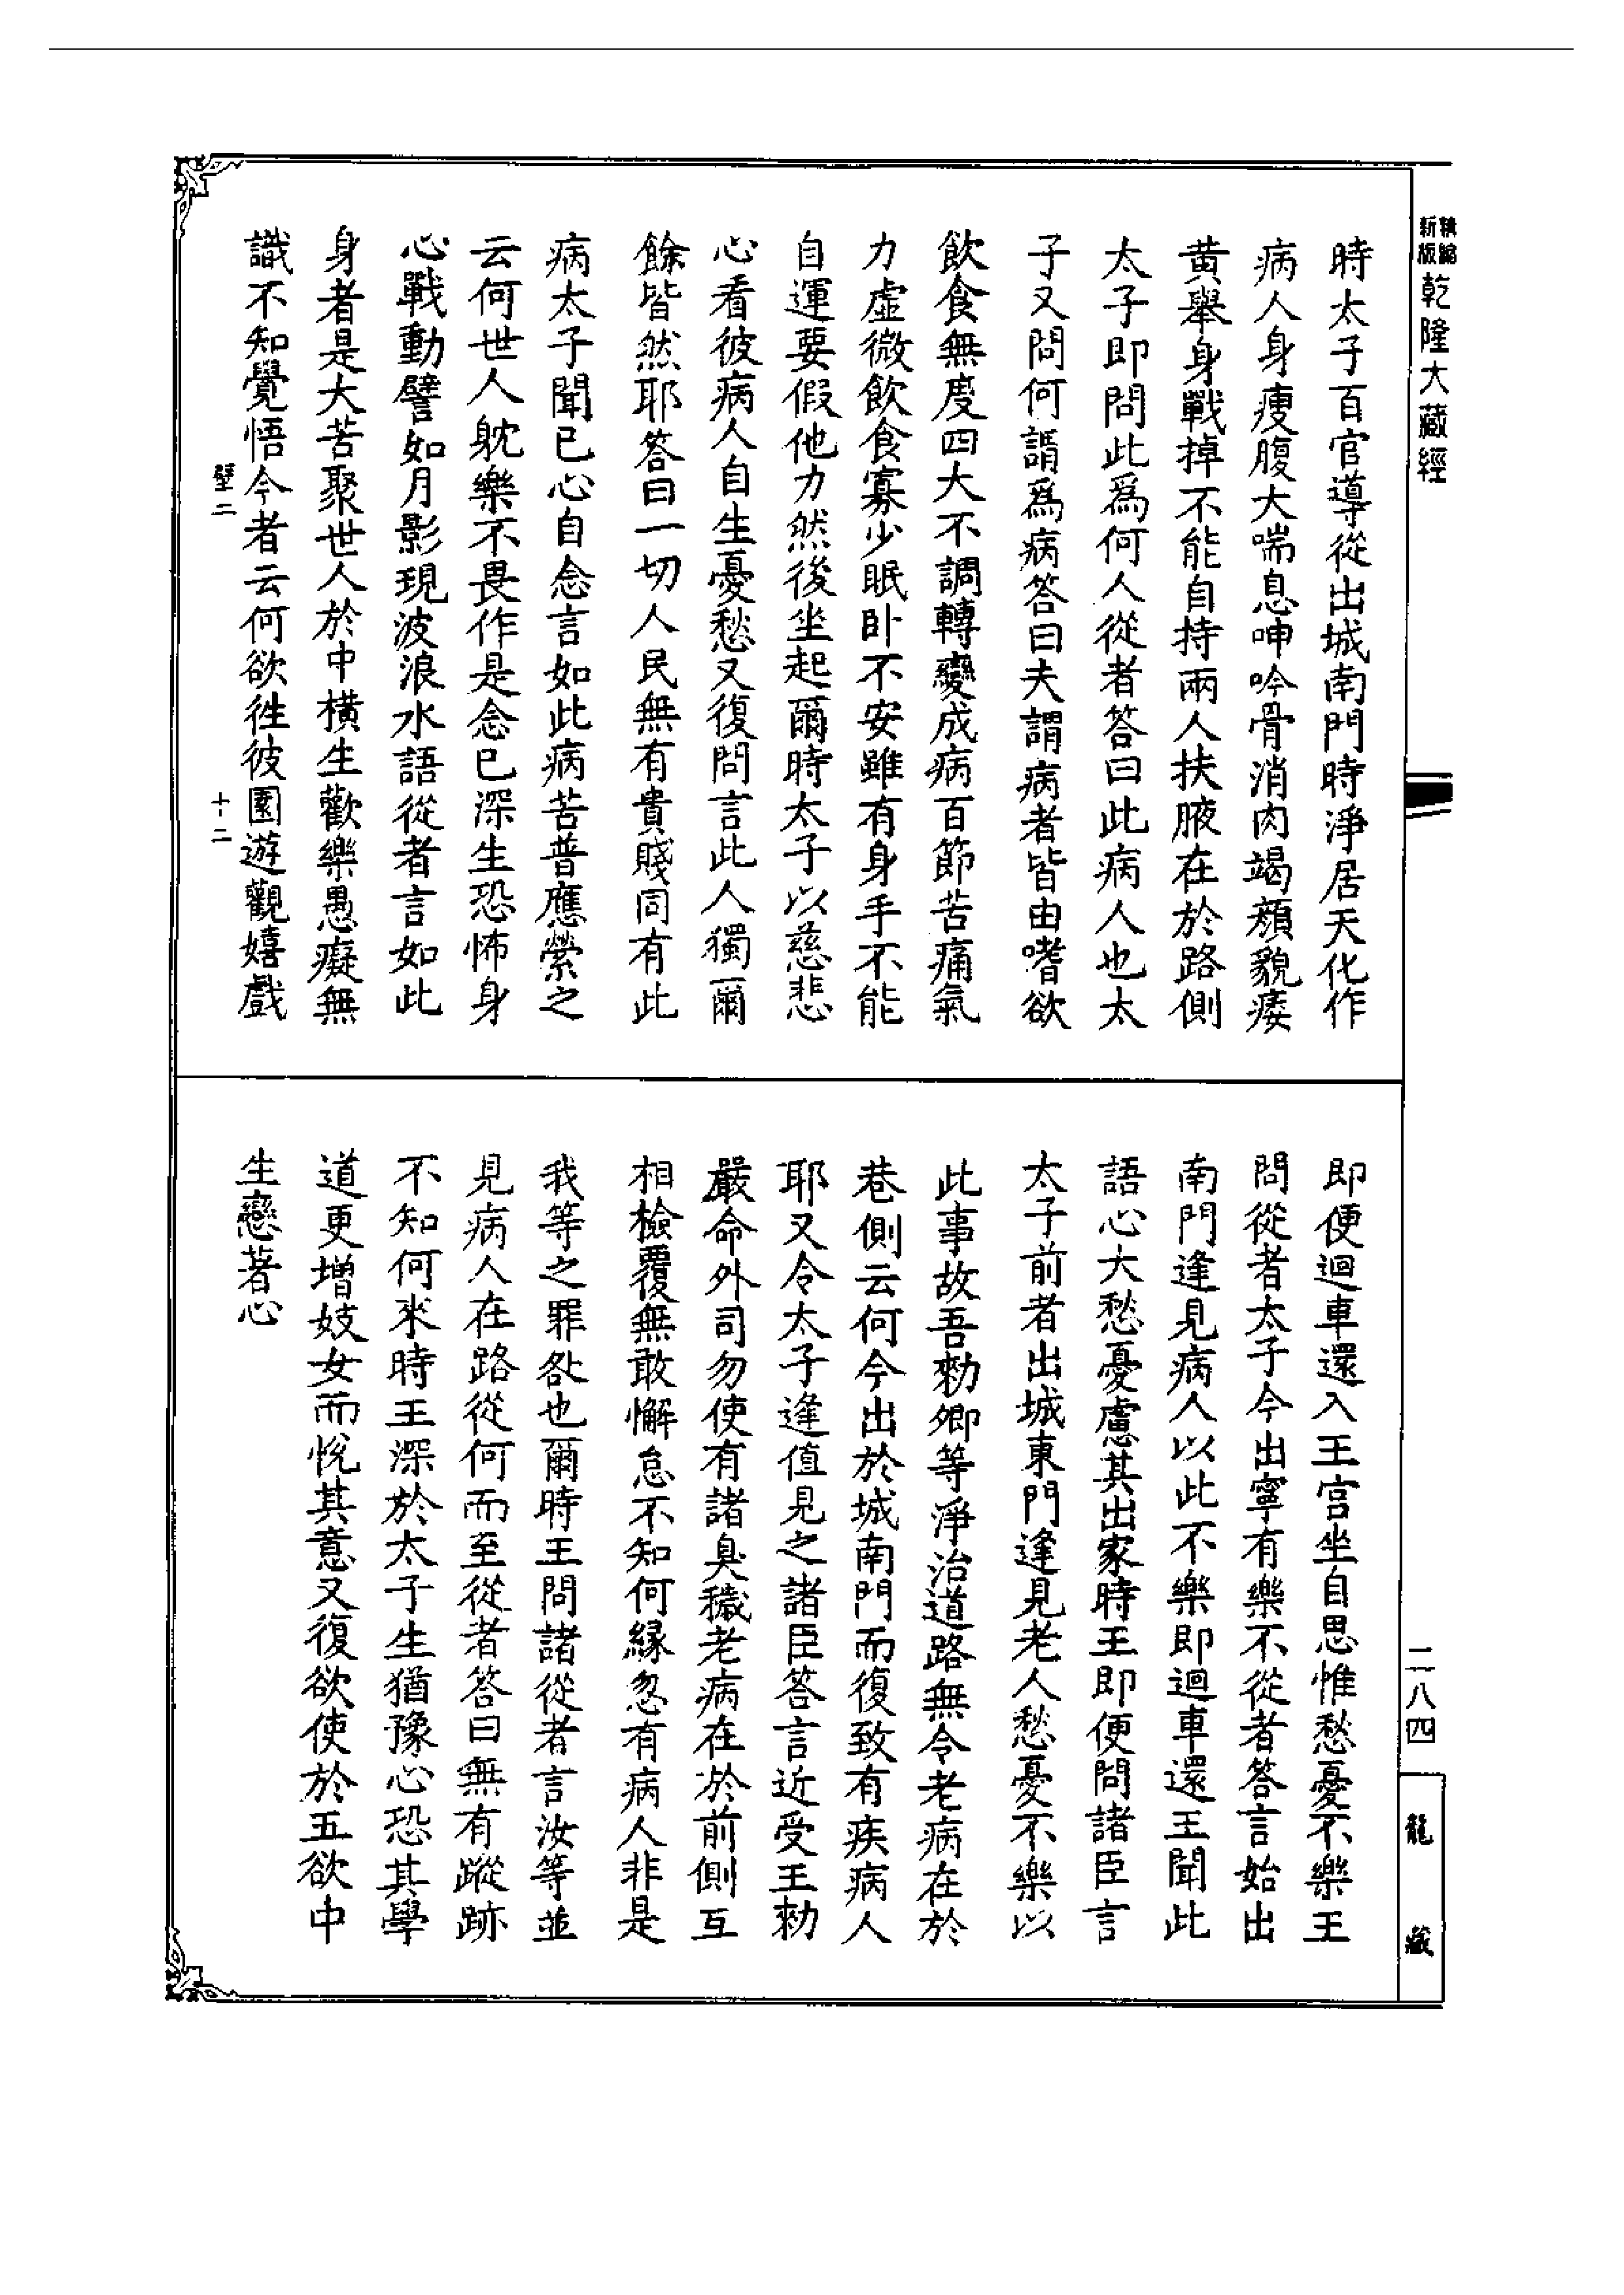 新版精縮乾隆大藏經
時太子百官導從出城南門時淨居天化作
病人身瘦腹大喘息呻吟骨消肉竭顏貌痿
黄舉身戰掉不能自持兩人扶腋在於路側
太子即問此爲何人從者答曰此病人也太
子又問何謂爲病答曰夫謂病者皆由嗜欲
飲食無度四大不調轉變成病百節苦痛氣
力虛微飲食寡少眠卧不安雖有身手不能
自運要假他力然後坐起爾時太子以慈悲
心看彼病人自生憂愁又復問言此人獨爾
餘皆然耶答曰一切人民無有貴賤同有此
病太子聞已心自念言如此病苦普應縈之
云何世人躭樂不畏作是念已深生恐怖身
心戰動譬如月影現波浪水語從者言如此
身者是大苦聚世人於中橫生歡樂愚癡無
識不知覺悟今者云何欲徃彼園遊觀嬉戲
壁二 十二
即便迴車還入王宫坐自思惟愁憂不樂王
問從者太子今出寧有樂不從者答言始出
南門逢見病人以此不樂即迴車還王聞此
語心大愁憂慮其出家時王即便問諸臣言
太子前者出城東門逢見老人愁憂不樂以
此事故吾勑卿等淨治道路無令老病在於
巷側云何今出於城南門而復致有疾病人
耶又令太子逢值見之諸臣答言近受王勑
嚴命外司勿使有諸臭穢老病在於前側互
相檢覆無敢懈怠不知何緣忽有病人非是
我等之罪咎也爾時王問諸從者言汝等並
見病人在路從何而至從者答曰無有蹤跡
不知何來時王深於太子生猶豫心恐其學
道更增妓女而悅其意又復欲使於五欲中
生戀著心
二八四
龍藏